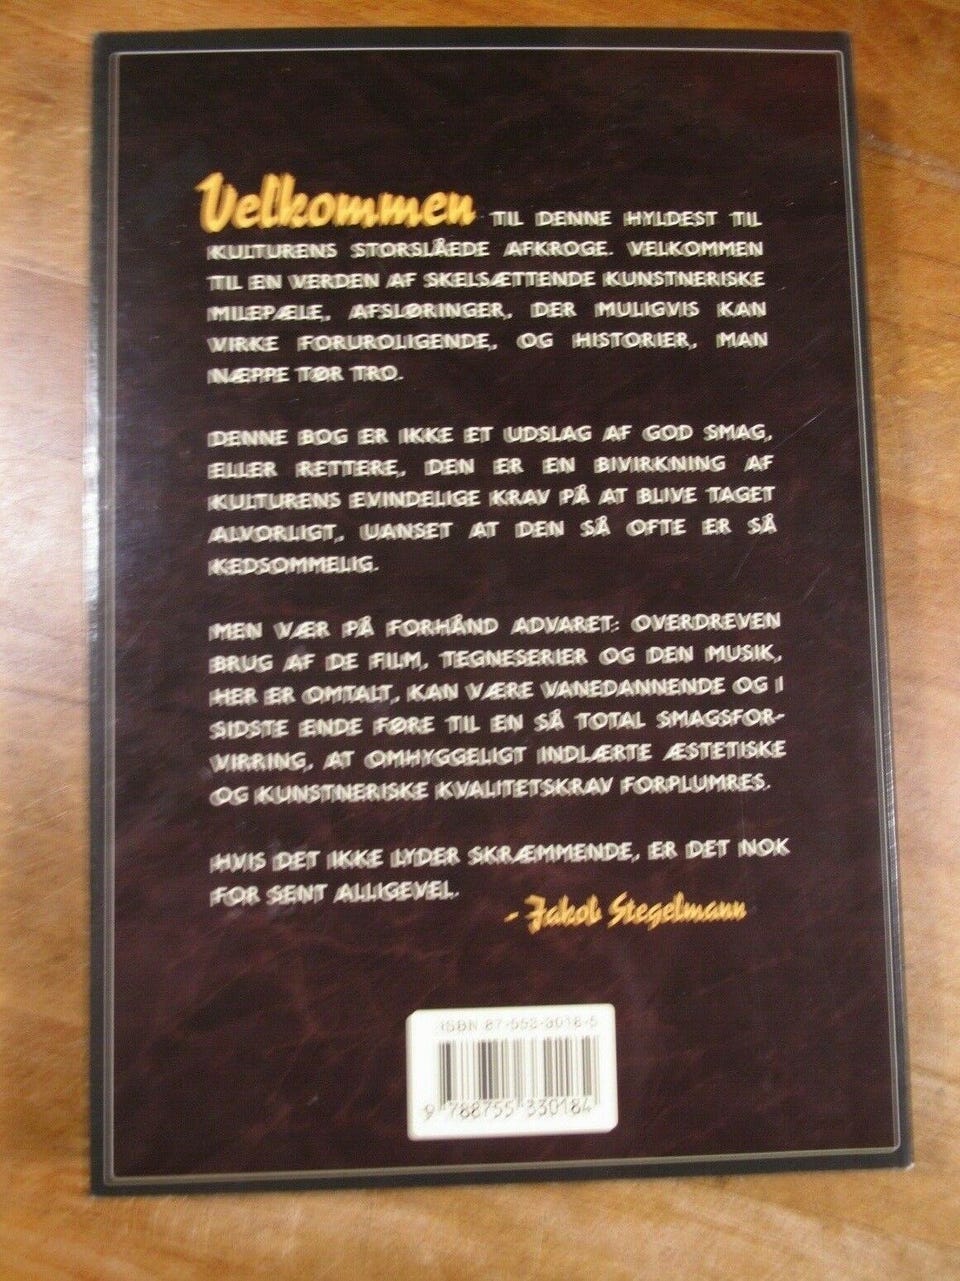 Velkommen TIL DENNE HYLDEST TIL
KULTURENS STORSLÅEDE AFKROGE. VELKOMMEN
TIL EN VERDEN AF SKELSÆTTENDE KUNSTNERISKE
MILEPÆLE, AFSLØRINGER, DER MULIGVIS KAN
VIRKE FORUROLIGENDE, OG HISTORIER, MAN
NÆPPE TØR TRO.
DENNE BOG ER IKKE ET UDSLAG AF GOD SMAG,
ELLER RETTERE, DEN ER EN BIVIRKNING AF
KULTURENS EVINDELIGE KRAV PÅ AT BLIVE TAGET
ALVORLIGT, UANSET AT DEN SÅ OFTE ER SÅ
KEDSOMMELIG.
MEN VÆR PÅ FORHÅND ADVARET: OVERDREVEN
BRUG AF DE FILM, TEGNESERIER OG DEN MUSIK,
HER ER OMTALT, KAN VÆRE VANEDANNENDE OG I
SIDSTE ENDE FØRE TIL EN SÅ TOTAL SMAGSFOR-
VIRRING, AT OMHYGGELIGT INDLÆRTE ÆSTETISKE
OG KUNSTNERISKE KVALITETSKRAV FORPLUMRES.
HVIS DET IKKE LYDER SKRÆMMENDE, ER DET NOK
FOR SENT ALLIGEVEL.
- Jakob Stegelmann
ISBN 87-553-3018-5
9 788755 330184